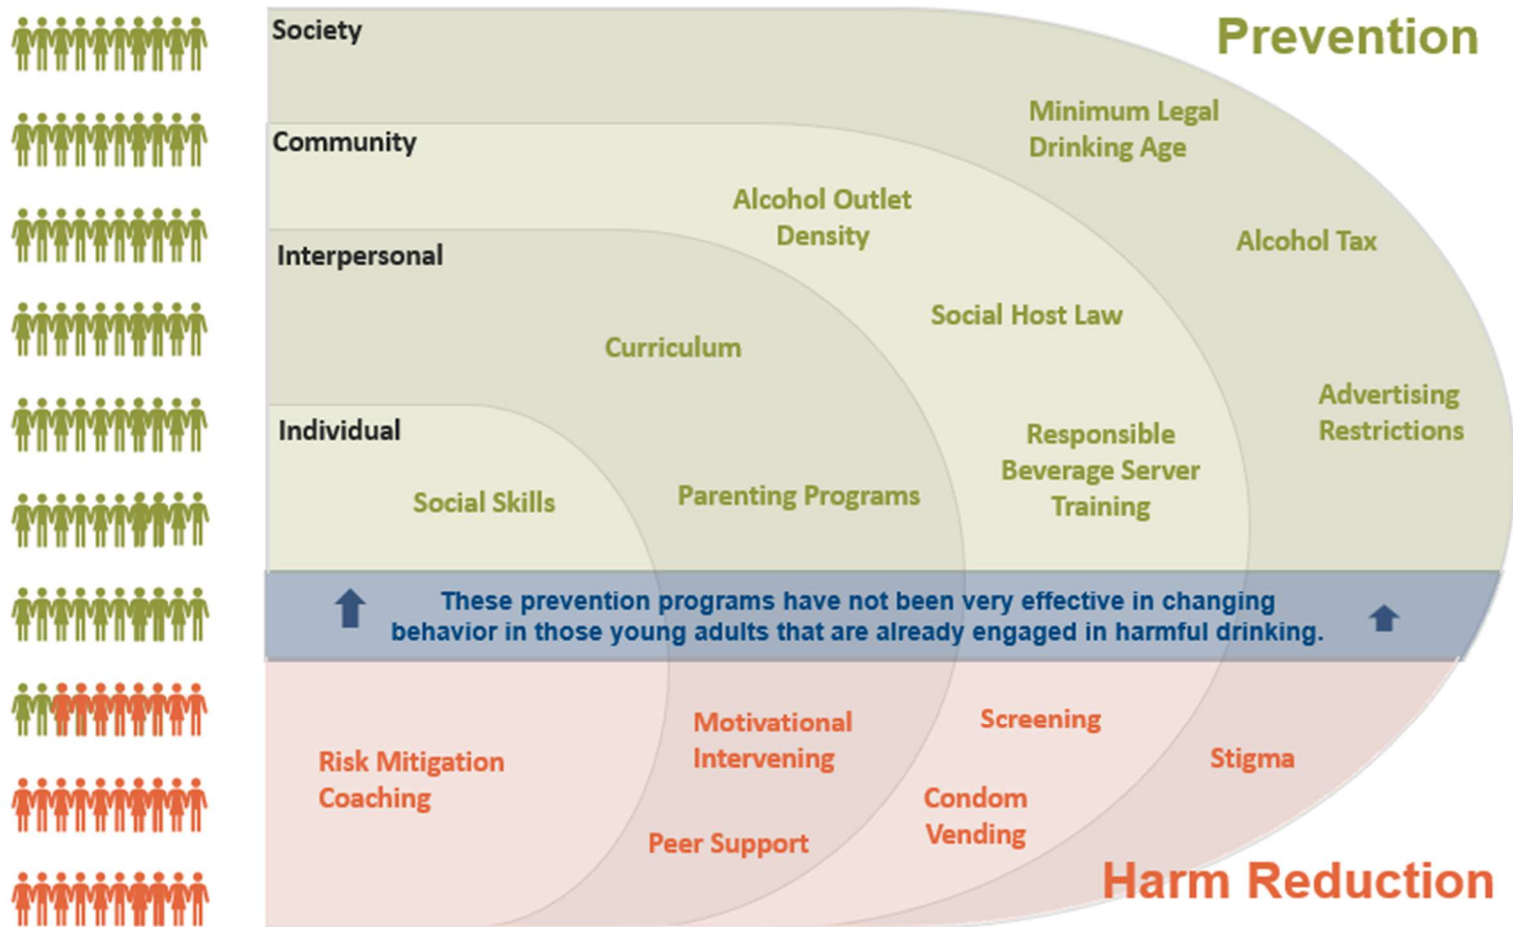 Prevention
Society
Minimum Legal
Drinking Age
Community
Alcohol Outlet
Density
Alcohol Tax
Interpersonal
Social Host Law
Curriculum
Advertising
Restrictions
Individual
Responsible
Beverage Server
Training
Social Skills
Parenting Programs
These prevention programs have not been very effective in changing
behavior in those young adults that are already engaged in harmful drinking.
Motivational
Intervening
Screening
Risk Mitigation
Coaching
Stigma
Condom
Vending
Peer Support
Harm Reduction